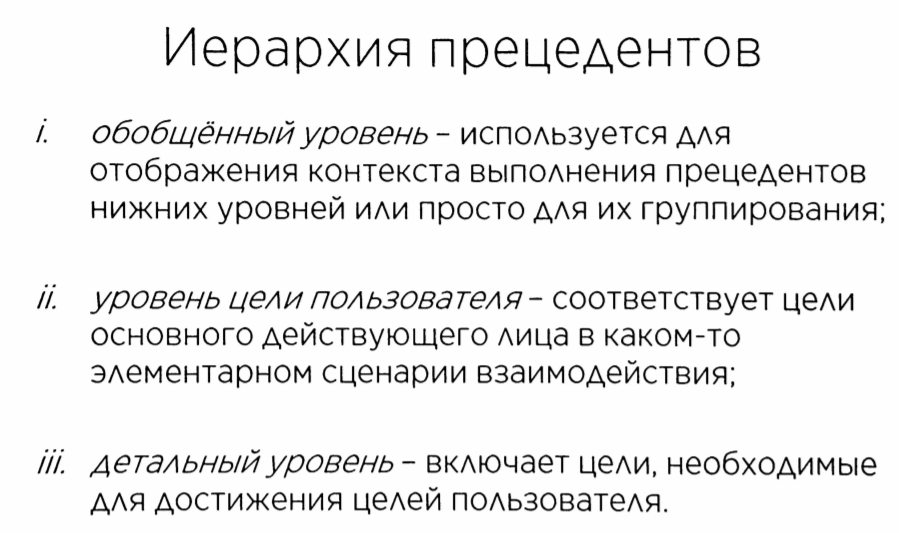 Иерархия прецедентов
i. обобщённый уровень – используется для
отображения контекста выполнения прецедентов
нижних уровней или просто для их группирования;
ii. уровень цели пользователя – соответствует цели
основного действующего лица в каком-то
элементарном сценарии взаимодействия;
iii. детальный уровень – включает цели, необходимые
для достижения целей пользователя.